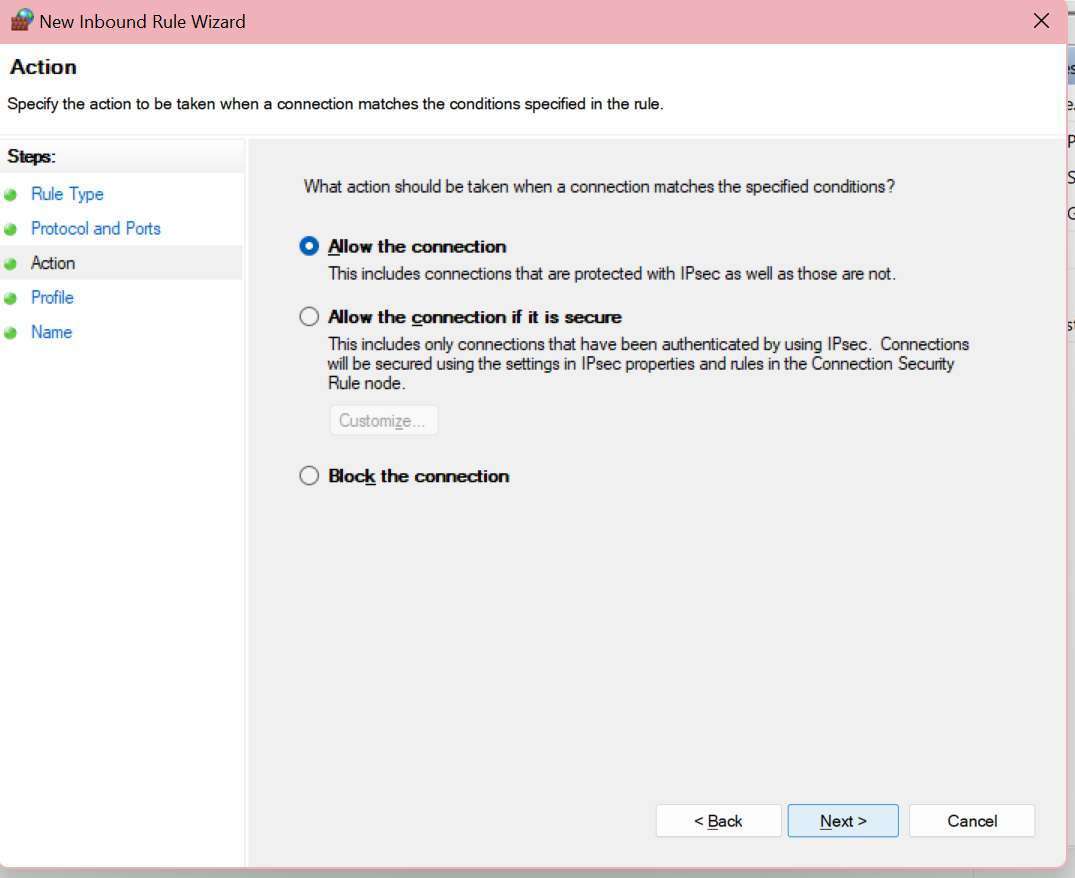 New Inbound Rule Wizard
Action
Specify the action to be taken when a connection matches the conditions specified in the rule.
Steps:
Rule Type
Protocol and Ports
Action
Profile
Name
What action should be taken when a connection matches the specified conditions?
Allow the connection
This includes connections that are protected with IPsec as well as those are not.
Allow the connection if it is secure
This includes only connections that have been authenticated by using IPsec. Connections
will be secured using the settings in IPsec properties and rules in the Connection Security
Rule node.
Customize...
Block the connection
< Back
Next >
Cancel